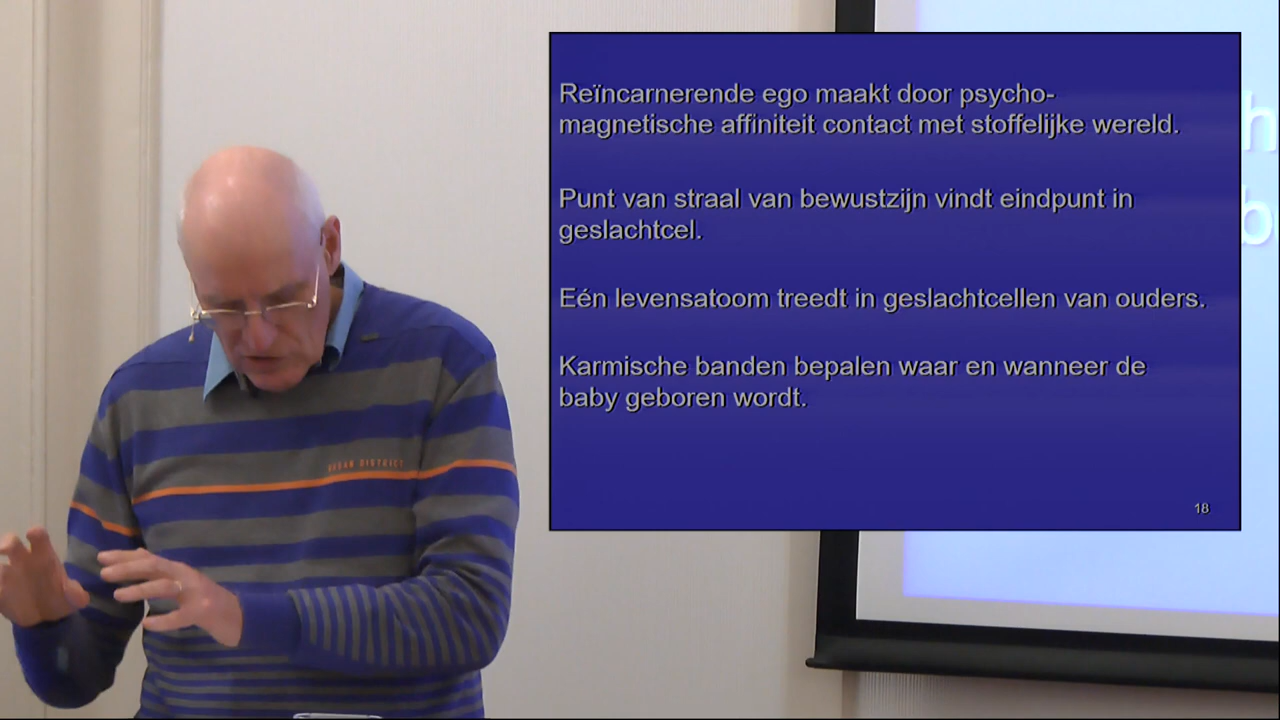 Reïncarnerende ego maakt door psycho-
magnetische affiniteit contact met stoffelijke wereld.
Punt van straal van bewustzijn vindt eindpunt in
geslachtcel.
Eén levensatoom treedt in geslachtcellen van ouders.
Karmische banden bepalen waar en wanneer de
baby geboren wordt.
18
h
b
URBAN DISTRICT